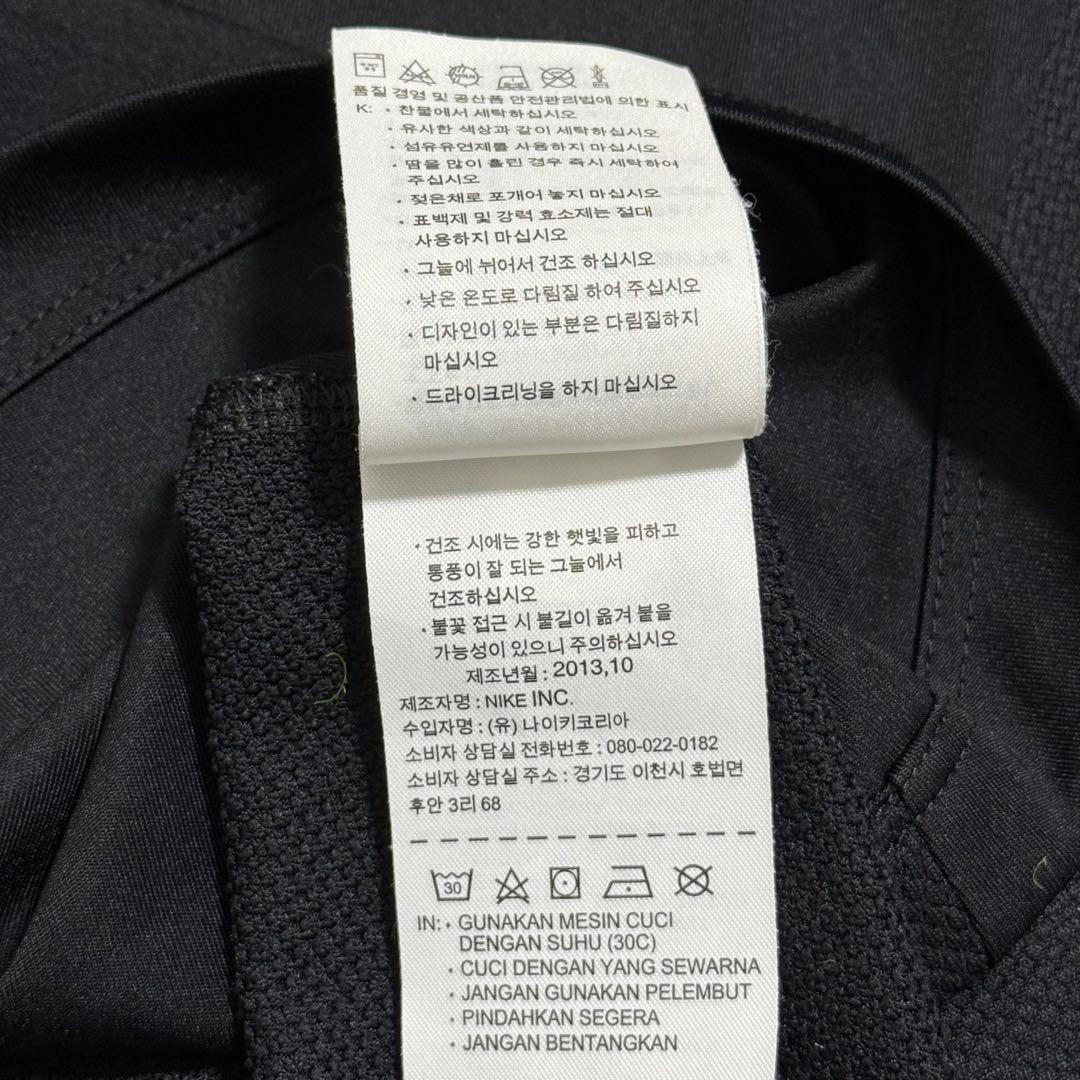 품질 경영 및 공산품 안전관리법에 의한 표시
K: · 찬물에서 세탁하십시오
· 유사한 색상과 같이 세탁하십시오
· 섬유유연제를 사용하지 마십시오
· 땀을 많이 흘린 경우 즉시 세탁하여
주십시오
· 젖은채로 포개어 놓지 마십시오
· 표백제 및 강력 효소제는 절대
사용하지 마십시오
· 그늘에 뉘어서 건조 하십시오
· 낮은 온도로 다림질 하여 주십시오
· 디자인이 있는 부분은 다림질하지
마십시오
· 드라이크리닝을 하지 마십시오
· 건조 시에는 강한 햇빛을 피하고
통풍이 잘 되는 그늘에서
건조하십시오
· 불꽃 접근 시 불길이 옮겨 붙을
가능성이 있으니 주의하십시오
제조년월 : 2013,10
제조자명 : NIKE INC.
수입자명 : (유) 나이키코리아
소비자 상담실 전화번호 : 080-022-0182
소비자 상담실 주소 : 경기도 이천시 호법면
후안 3리 68
30
IN: · GUNAKAN MESIN CUCI
DENGAN SUHU (30C)
· CUCI DENGAN YANG SEWARNA
· JANGAN GUNAKAN PELEMBUT
· PINDAHKAN SEGERA
· JANGAN BENTANGKAN